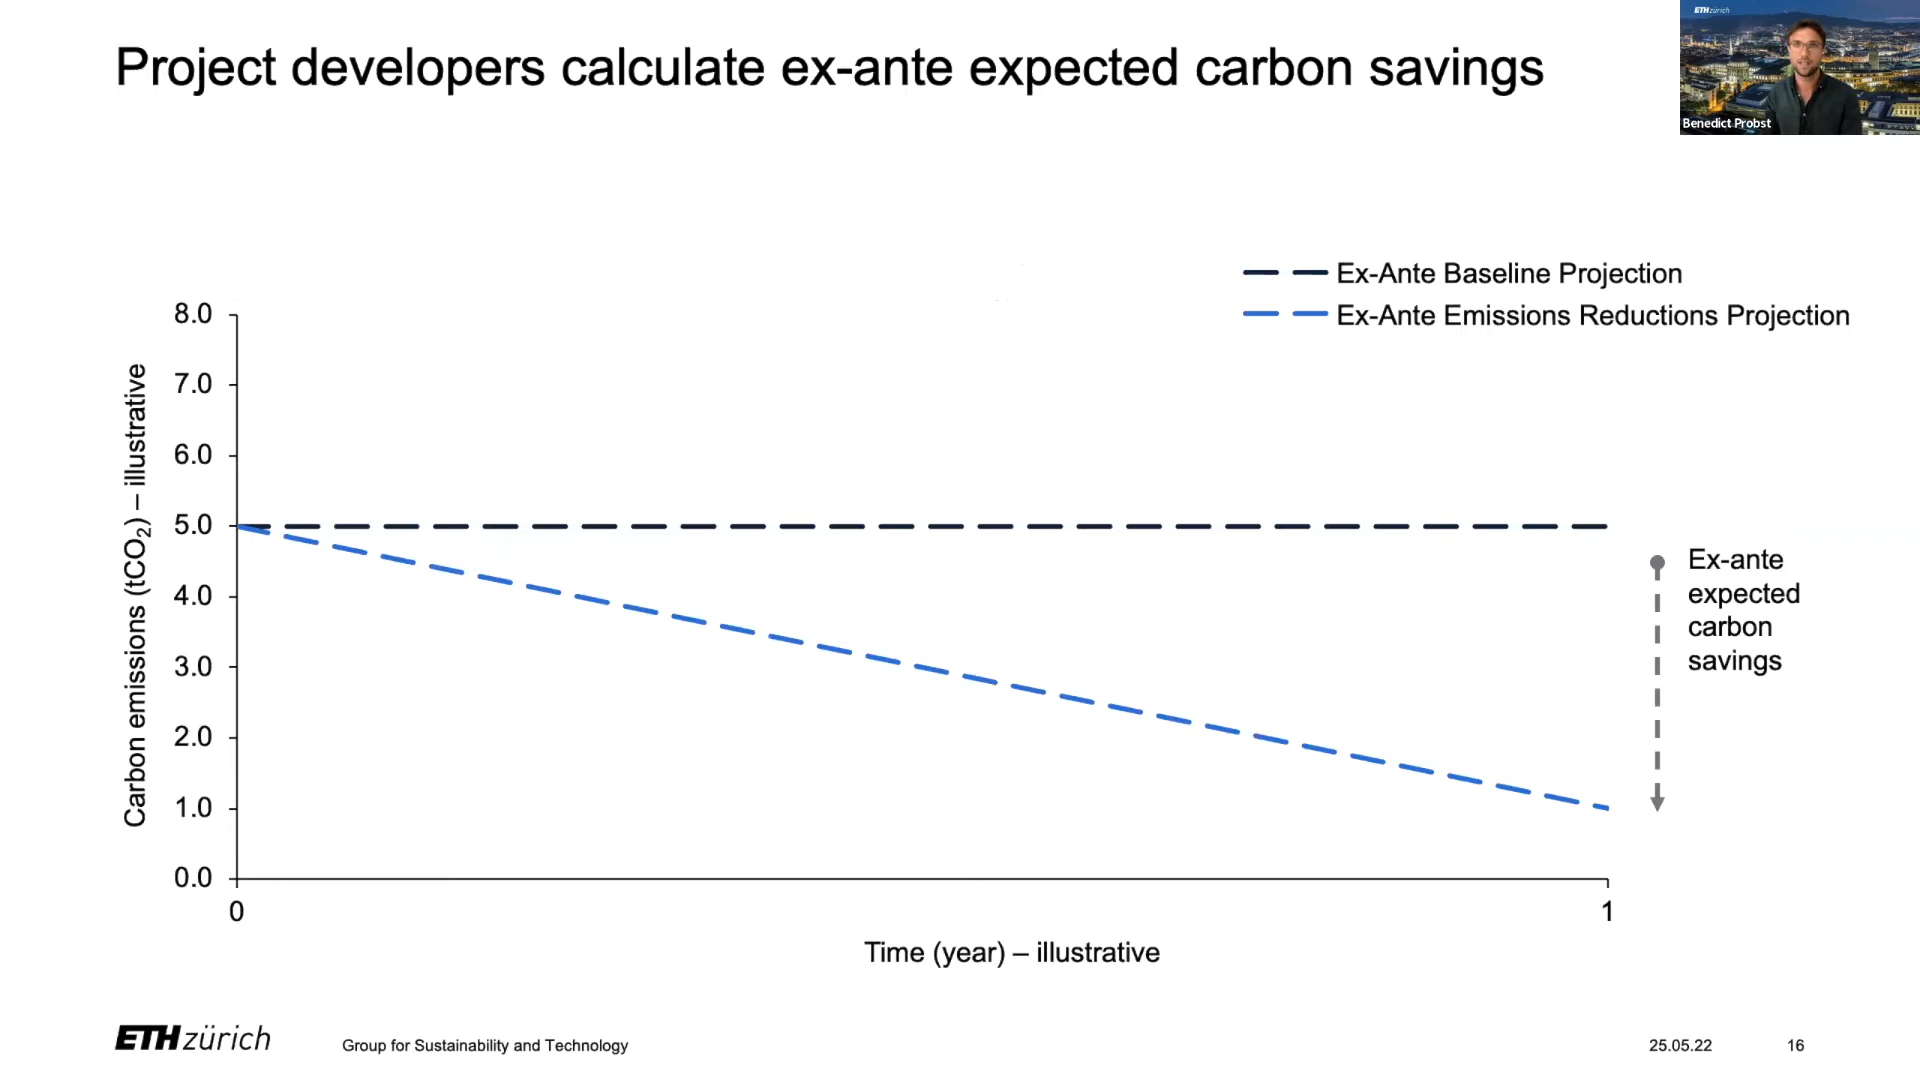 Project developers calculate ex-ante expected carbon savings
ETHzürich
Benedict Probst
Ex-Ante Baseline Projection
Ex-Ante Emissions Reductions Projection
8.0
7.0
6.0
5.0
4.0
3.0
2.0
1.0
0.0
Carbon emissions (tCO₂) – illustrative
Ex-ante
expected
carbon
savings
0
1
Time (year) – illustrative
ETHzürich
Group for Sustainability and Technology
25.05.22
16